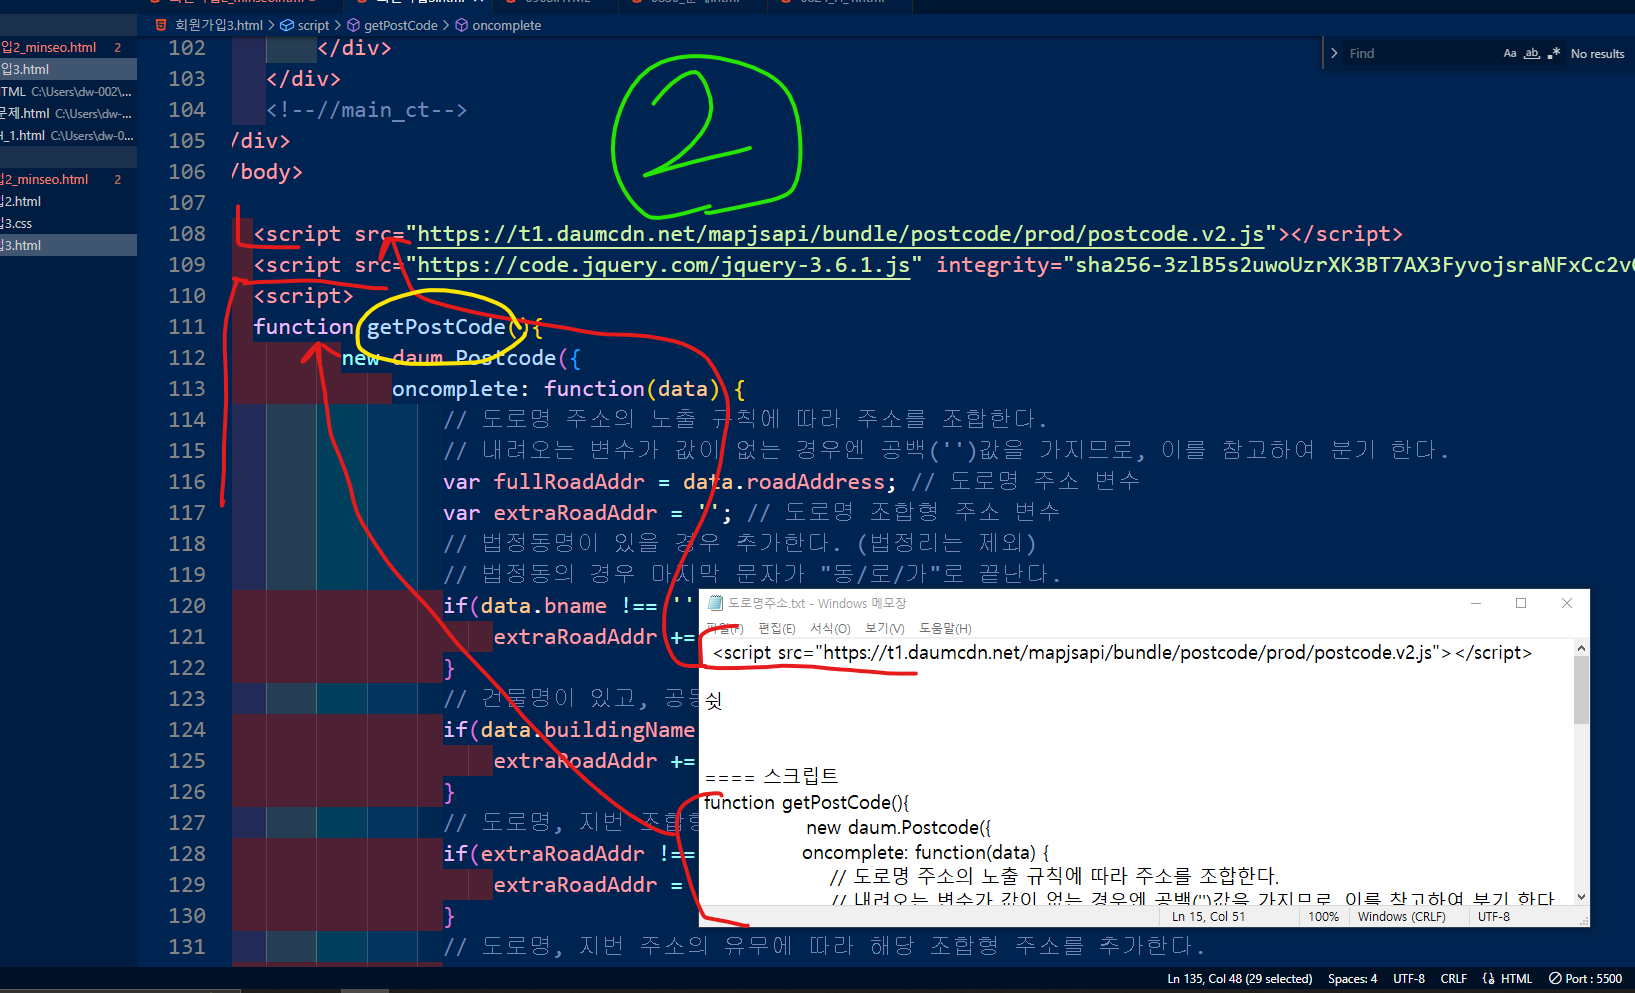 회원가입3.html > script > getPostCode > oncomplete
입2_minseo.html 2
입3.html
HTML C:\Users\dw-002\...
문제.html C:\Users\dw-...
H_1.html C:\Users\dw-0...
입2_minseo.html 2
입2.html
입3.css
입3.html
Find Aa ab .* No results
102 </div>
103 </div>
104 <!--//main_ct-->
105 /div>
106 /body>
107
108 <script src="https://t1.daumcdn.net/mapjsapi/bundle/postcode/prod/postcode.v2.js"></script>
109 <script src="https://code.jquery.com/jquery-3.6.1.js" integrity="sha256-3zlB5s2uwoUzrXK3BT7AX3FyvojsraNFxCc2v
110 <script>
111 function getPostCode(){
112 new daum.Postcode({
113 oncomplete: function(data) {
114 // 도로명 주소의 노출 규칙에 따라 주소를 조합한다.
115 // 내려오는 변수가 값이 없는 경우엔 공백('')값을 가지므로, 이를 참고하여 분기 한다.
116 var fullRoadAddr = data.roadAddress; // 도로명 주소 변수
117 var extraRoadAddr = ''; // 도로명 조합형 주소 변수
118 // 법정동명이 있을 경우 추가한다. (법정리는 제외)
119 // 법정동의 경우 마지막 문자가 "동/로/가"로 끝난다.
120 if(data.bname !== ''
121 extraRoadAddr +=
122 }
123 // 건물명이 있고, 공동
124 if(data.buildingName
125 extraRoadAddr +=
126 }
127 // 도로명, 지번 조합형
128 if(extraRoadAddr !==
129 extraRoadAddr =
130 }
131 // 도로명, 지번 주소의 유무에 따라 해당 조합형 주소를 추가한다.
2
도로명주소.txt - Windows 메모장
파일(F) 편집(E) 서식(O) 보기(V) 도움말(H)
<script src="https://t1.daumcdn.net/mapjsapi/bundle/postcode/prod/postcode.v2.js"></script>
쉿
==== 스크립트
function getPostCode(){
new daum.Postcode({
oncomplete: function(data) {
// 도로명 주소의 노출 규칙에 따라 주소를 조합한다.
// 내려오는 변수가 값이 없는 경우엔 공백('')값을 가지므로, 이를 참고하여 분기 한다
Ln 15, Col 51 100% Windows (CRLF) UTF-8
Ln 135, Col 48 (29 selected) Spaces: 4 UTF-8 CRLF HTML Port : 5500